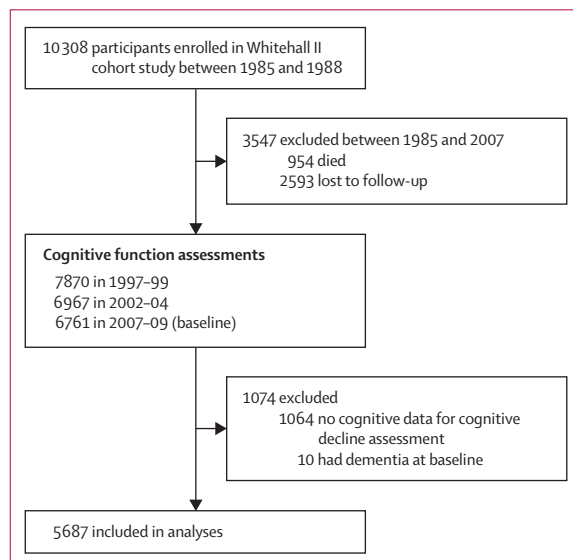 10308 participants enrolled in Whitehall II
cohort study between 1985 and 1988
3547 excluded between 1985 and 2007
954 died
2593 lost to follow-up
Cognitive function assessments
7870 in 1997–99
6967 in 2002–04
6761 in 2007–09 (baseline)
1074 excluded
1064 no cognitive data for cognitive
decline assessment
10 had dementia at baseline
5687 included in analyses